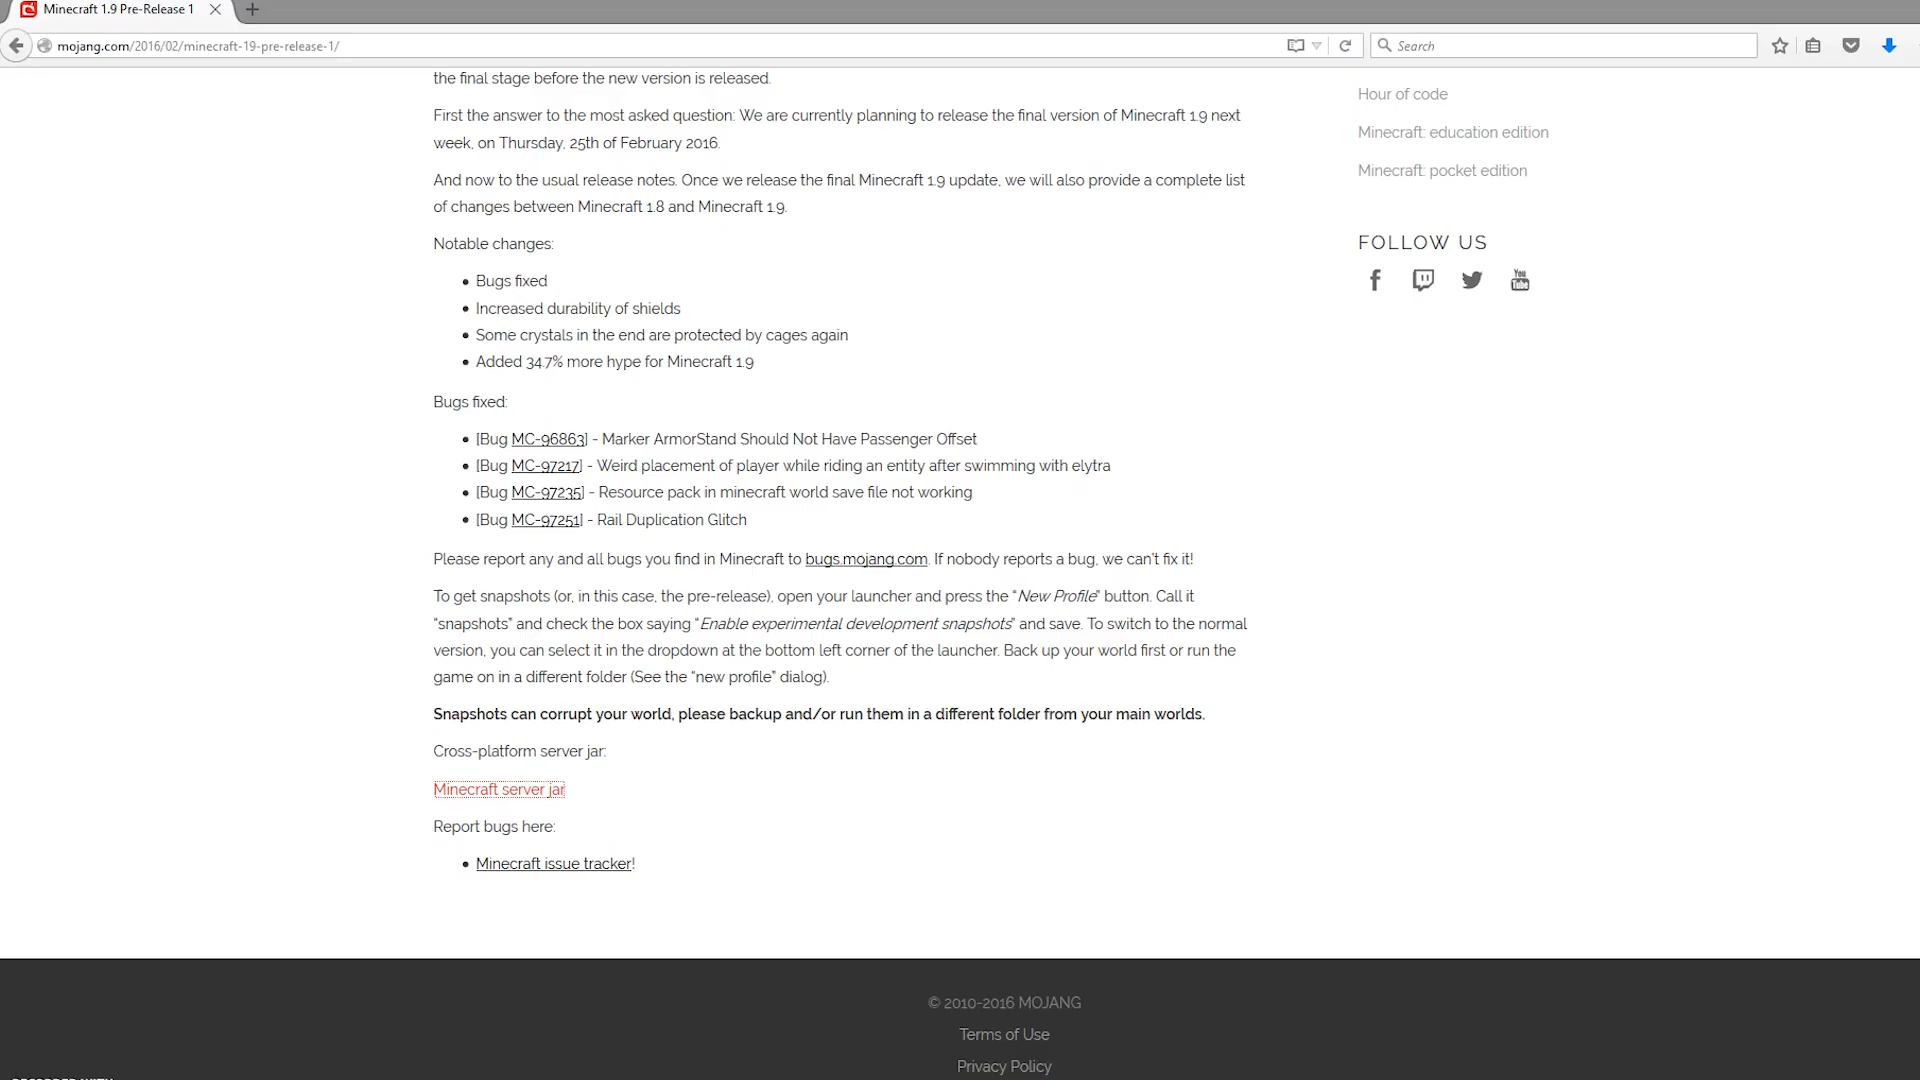 Minecraft 1.9 Pre-Release 1
mojang.com/2016/02/minecraft-19-pre-release-1/
Search
the final stage before the new version is released.
First the answer to the most asked question: We are currently planning to release the final version of Minecraft 1.9 next
week, on Thursday, 25th of February 2016.
And now to the usual release notes. Once we release the final Minecraft 1.9 update, we will also provide a complete list
of changes between Minecraft 1.8 and Minecraft 1.9.
Notable changes:
• Bugs fixed
• Increased durability of shields
• Some crystals in the end are protected by cages again
• Added 34.7% more hype for Minecraft 1.9
Bugs fixed:
• [Bug MC-96863] - Marker ArmorStand Should Not Have Passenger Offset
• [Bug MC-97217] - Weird placement of player while riding an entity after swimming with elytra
• [Bug MC-97235] - Resource pack in minecraft world save file not working
• [Bug MC-97251] - Rail Duplication Glitch
Please report any and all bugs you find in Minecraft to bugs.mojang.com. If nobody reports a bug, we can't fix it!
To get snapshots (or, in this case, the pre-release), open your launcher and press the “New Profile” button. Call it
“snapshots” and check the box saying “Enable experimental development snapshots” and save. To switch to the normal
version, you can select it in the dropdown at the bottom left corner of the launcher. Back up your world first or run the
game on in a different folder (See the “new profile” dialog).
Snapshots can corrupt your world, please backup and/or run them in a different folder from your main worlds.
Cross-platform server jar:
Minecraft server jar
Report bugs here:
• Minecraft issue tracker!
Hour of code
Minecraft: education edition
Minecraft: pocket edition
FOLLOW US
You
Tube
© 2010-2016 MOJANG
Terms of Use
Privacy Policy
RECORDED WITH